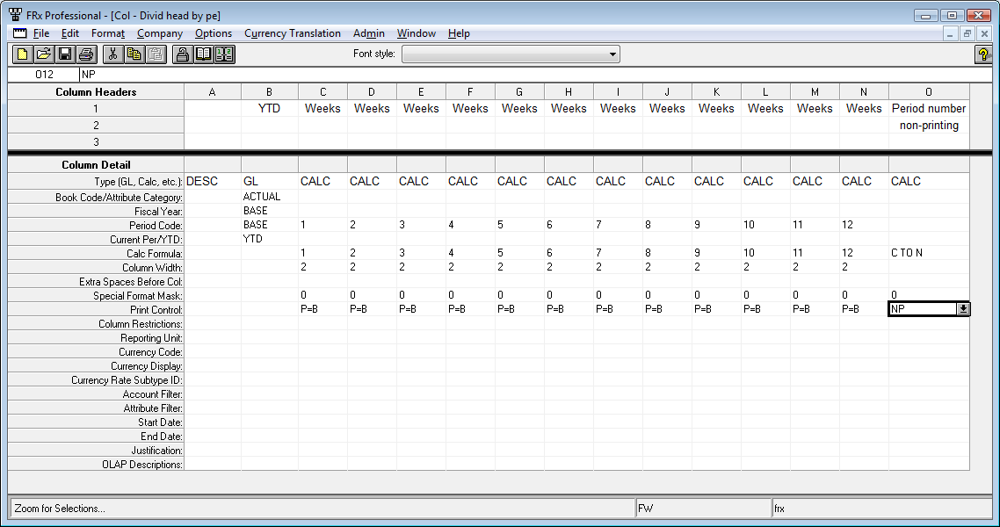 FRx Professional - [Col - Divid head by pe]
File Edit Format Company Options Currency Translation Admin Window Help
Font style:
O12 NP
Column Headers A B C D E F G H I J K L M N O
1 YTD Weeks Weeks Weeks Weeks Weeks Weeks Weeks Weeks Weeks Weeks Weeks Weeks Period number
2 non-printing
3
Column Detail
Type (GL, Calc, etc.): DESC GL CALC CALC CALC CALC CALC CALC CALC CALC CALC CALC CALC CALC CALC
Book Code/Attribute Category: ACTUAL
Fiscal Year: BASE
Period Code: BASE 1 2 3 4 5 6 7 8 9 10 11 12
Current Per/YTD: YTD
Calc Formula: 1 2 3 4 5 6 7 8 9 10 11 12 C TO N
Column Width: 2 2 2 2 2 2 2 2 2 2 2 2
Extra Spaces Before Col:
Special Format Mask: 0 0 0 0 0 0 0 0 0 0 0 0 0
Print Control: P=B P=B P=B P=B P=B P=B P=B P=B P=B P=B P=B P=B NP
Column Restrictions:
Reporting Unit:
Currency Code:
Currency Display:
Currency Rate Subtype ID:
Account Filter:
Attribute Filter:
Start Date:
End Date:
Justification:
OLAP Descriptions:
Zoom for Selections... FW frx